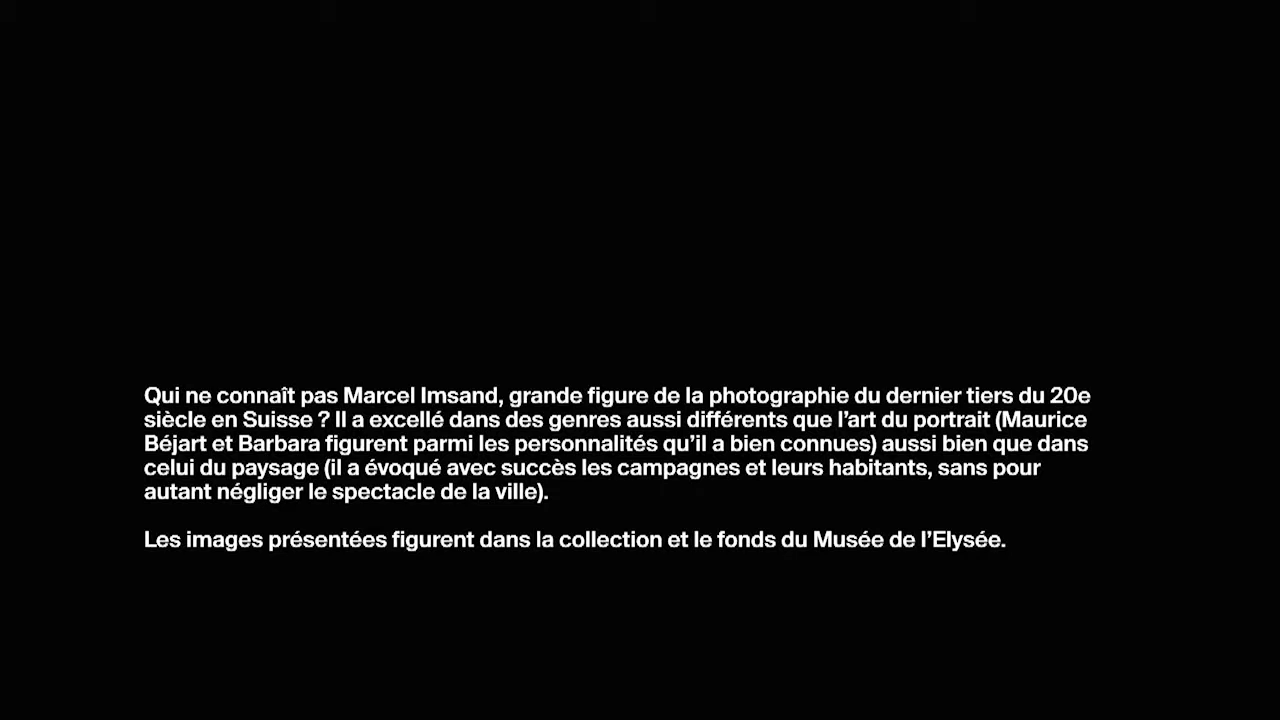 Qui ne connaît pas Marcel Imsand, grande figure de la photographie du dernier tiers du 20e
siècle en Suisse ? Il a excellé dans des genres aussi différents que l’art du portrait (Maurice
Béjart et Barbara figurent parmi les personnalités qu’il a bien connues) aussi bien que dans
celui du paysage (il a évoqué avec succès les campagnes et leurs habitants, sans pour
autant négliger le spectacle de la ville).
Les images présentées figurent dans la collection et le fonds du Musée de l’Elysée.